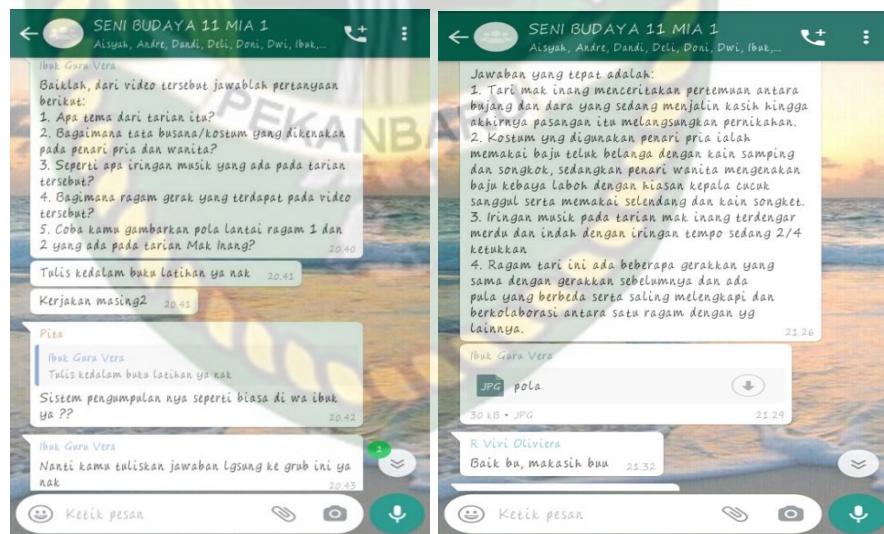 SENI BUDAYA 11 MIA 1
Aisyah, Andre, Dandi, Deli, Doni, Dwi, Ibuk,...
Ibuk Guru Vera
Baiklah, dari video tersebut jawablah pertanyaan
berikut:
1. Apa tema dari tarian itu?
2. Bagaimana tata busana/kostum yang dikenakan
pada penari pria dan wanita?
3. Seperti apa iringan musik yang ada pada tarian
tersebut?
4. Bagimana ragam gerak yang terdapat pada video
tersebut?
5. Coba kamu gambarkan pola lantai ragam 1 dan
2 yang ada pada tarian Mak Inang?
20.40
Tulis kedalam buku latihan ya nak 20.41
Kerjakan masing2 20.41
Pita
Ibuk Guru Vera
Tulis kedalam buku latihan ya nak
Sistem pengumpulan nya seperti biasa di wa ibuk
ya ??
20.42
Ibuk Guru Vera
Nanti kamu tuliskan jawaban lgsung ke grub ini ya
nak
20.43
2
Ketik pesan
SENI BUDAYA 11 MIA 1
Aisyah, Andre, Dandi, Deli, Doni, Dwi, Ibuk,...
Jawaban yang tepat adalah:
1. Tari mak inang menceritakan pertemuan antara
bujang dan dara yang sedang menjalin kasih hingga
akhirnya pasangan itu melangsungkan pernikahan.
2. Kostum yng digunakan penari pria ialah
memakai baju teluk belanga dengan kain samping
dan songkok, sedangkan penari wanita mengenakan
baju kebaya laboh dengan hiasan kepala cucuk
sanggul serta memakai selendang dan kain songket.
3. Iringan musik pada tarian mak inang terdengar
merdu dan indah dengan iringan tempo sedang 2/4
ketukkan
4. Ragam tari ini ada beberapa gerakkan yang
sama dengan gerakkan sebelumnya dan ada
pula yang berbeda serta saling melengkapi dan
berkolaborasi antara satu ragam dengan yg
lainnya.
21.26
Ibuk Guru Vera
JPG pola
30 kB • JPG 21.29
R Vivi Oliviera
Baik bu, makasih buu 21.32
Ketik pesan
PEKANBA